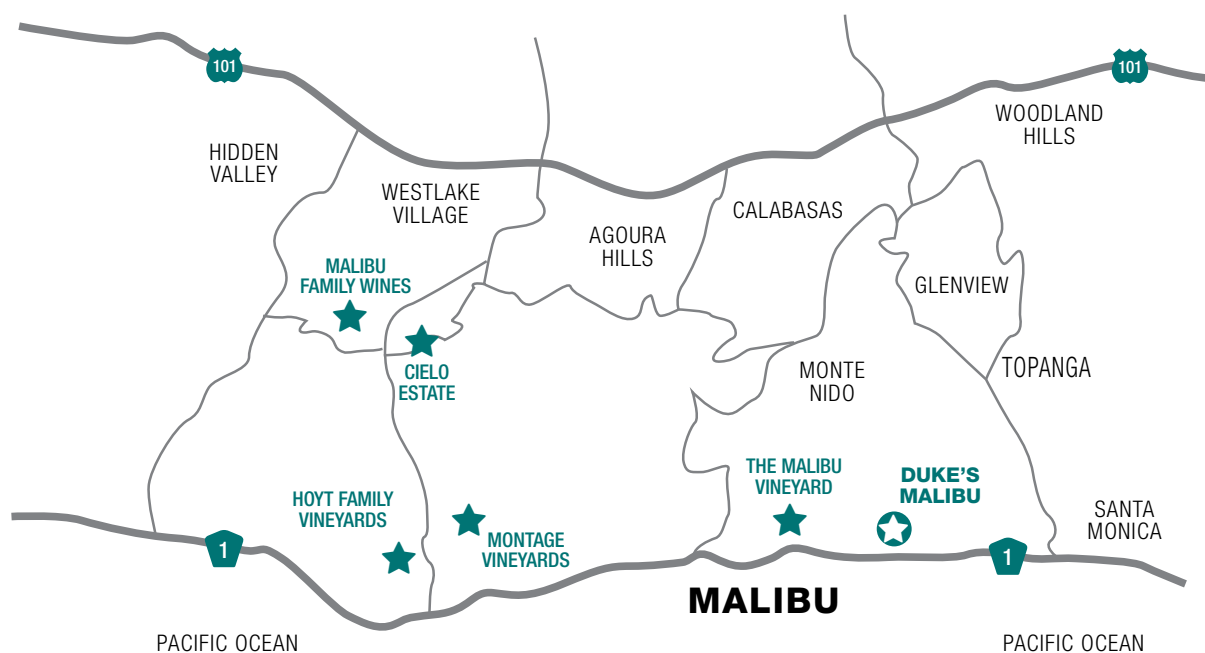 101
101
WOODLAND
HILLS
HIDDEN
VALLEY
WESTLAKE
VILLAGE
CALABASAS
AGOURA
HILLS
MALIBU
FAMILY WINES
GLENVIEW
CIELO
ESTATE
MONTE
NIDO
TOPANGA
THE MALIBU
VINEYARD
DUKE'S
MALIBU
HOYT FAMILY
VINEYARDS
MONTAGE
VINEYARDS
SANTA
MONICA
1
1
MALIBU
PACIFIC OCEAN
PACIFIC OCEAN